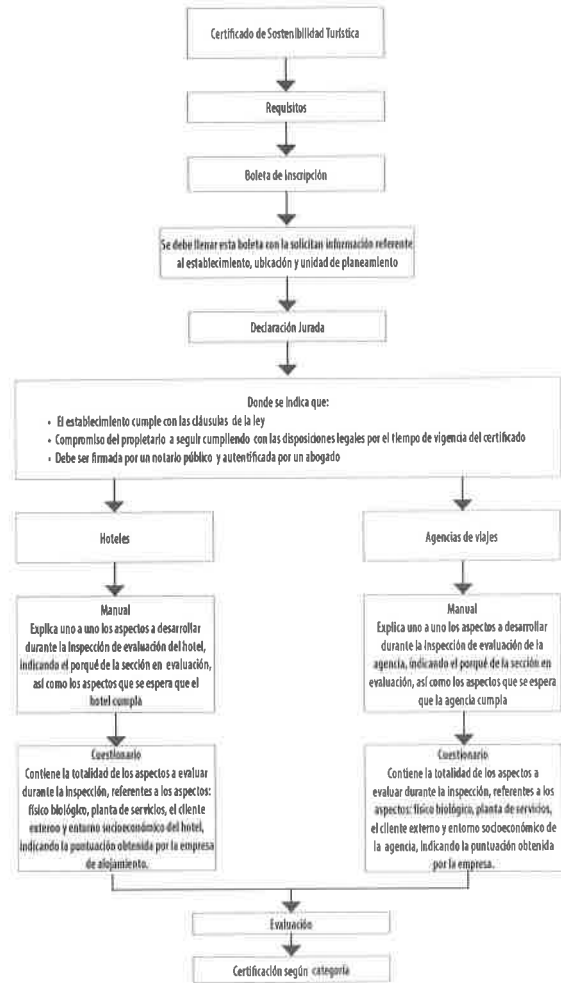 Certificado de Sostenibilidad Turística
Requisitos
Boleta de inscripción
Se debe llenar esta boleta con la solicitan información referente
al establecimiento, ubicación y unidad de planeamiento
Declaración Jurada
Donde se indica que:
• El establecimiento cumple con las cláusulas de la ley
• Compromiso del propietario a seguir cumpliendo con las disposiciones legales por el tiempo de vigencia del certificado
• Debe ser firmada por un notario público y autentificada por un abogado
Hoteles
Manual
Explica uno a uno los aspectos a desarrollar
durante la inspección de evaluación del hotel,
indicando el porqué de la sección en evaluación,
así como los aspectos que se espera que el
hotel cumpla
Cuestionario
Contiene la totalidad de los aspectos a evaluar
durante la inspección, referentes a los aspectos:
físico biológico, planta de servicios, el cliente
externo y entorno socioeconómico del hotel,
indicando la puntuación obtenida por la empresa
de alojamiento.
Agencias de viajes
Manual
Explica uno a uno los aspectos a desarrollar
durante la inspección de evaluación de la
agencia, indicando el porqué de la sección en
evaluación, así como los aspectos que se espera
que la agencia cumpla
Cuestionario
Contiene la totalidad de los aspectos a
evaluar durante la inspección, referentes a los
aspectos: físico biológico, planta de servicios,
el cliente externo y entorno socioeconómico de
la agencia, indicando la puntuación obtenida
por la empresa.
Evaluación
Certificación según categoría